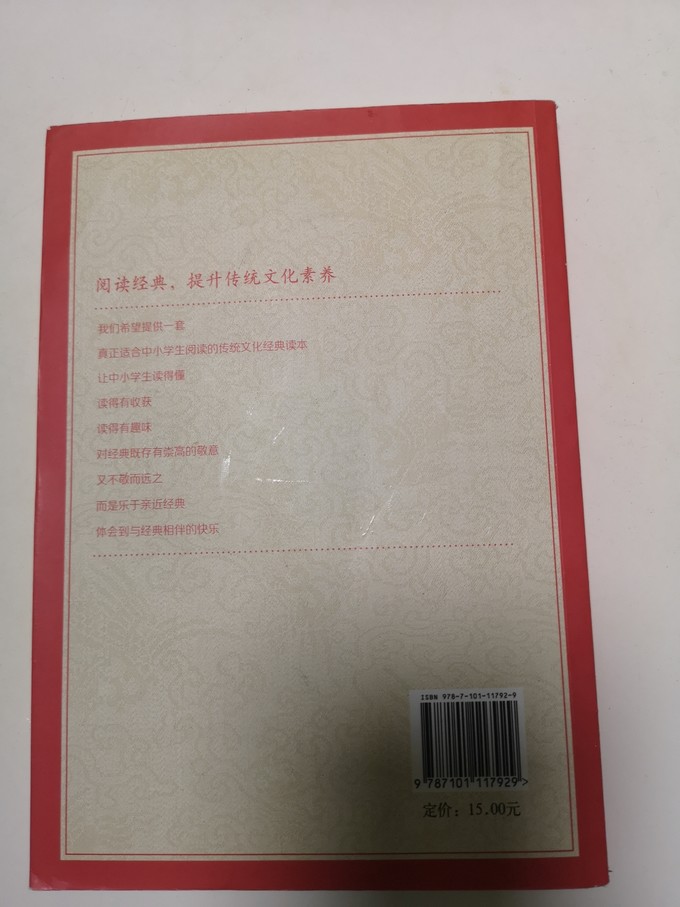 阅读经典，提升传统文化素养
我们希望提供一套
真正适合中小学生阅读的传统文化经典读本
让中小学生读得懂
读得有收获
读得有趣味
对经典既存有崇高的敬意
又不敬而远之
而是乐于亲近经典
体会到与经典相伴的快乐
ISBN 978-7-101-11792-9
9 787101 117929 >
定价：15.00元